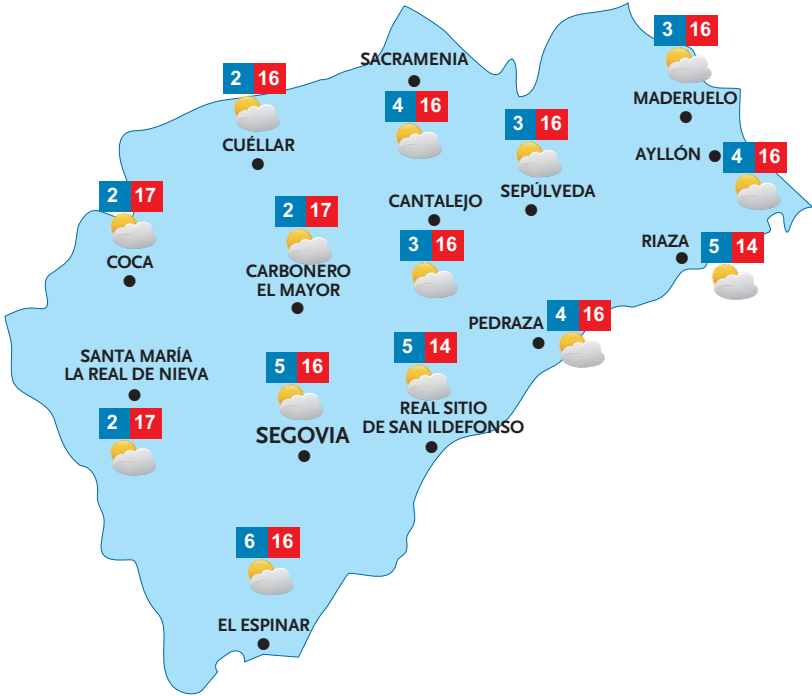 3 16
MADERUELO
SACRAMENIA
4 16
2 16
CUÉLLAR
3 16
SEPÚLVEDA
AYLLÓN
4 16
2 17
COCA
2 17
CARBONERO
EL MAYOR
CANTALEJO
3 16
RIAZA
5 14
PEDRAZA
4 16
SANTA MARÍA
LA REAL DE NIEVA
2 17
5 16
SEGOVIA
5 14
REAL SITIO
DE SAN ILDEFONSO
6 16
EL ESPINAR